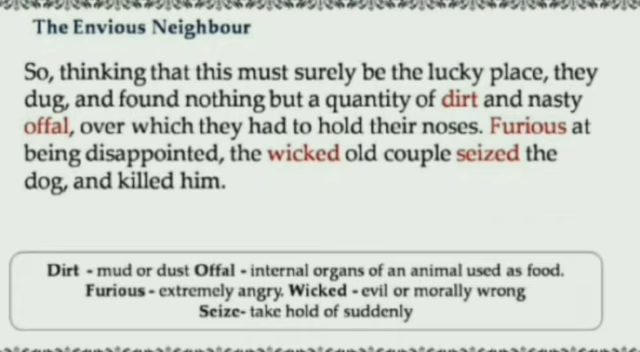 The Envious Neighbour
So, thinking that this must surely be the lucky place, they
dug, and found nothing but a quantity of dirt and nasty
offal, over which they had to hold their noses. Furious at
being disappointed, the wicked old couple seized the
dog, and killed him.
Dirt - mud or dust Offal - internal organs of an animal used as food.
Furious - extremely angry. Wicked - evil or morally wrong
Seize- take hold of suddenly